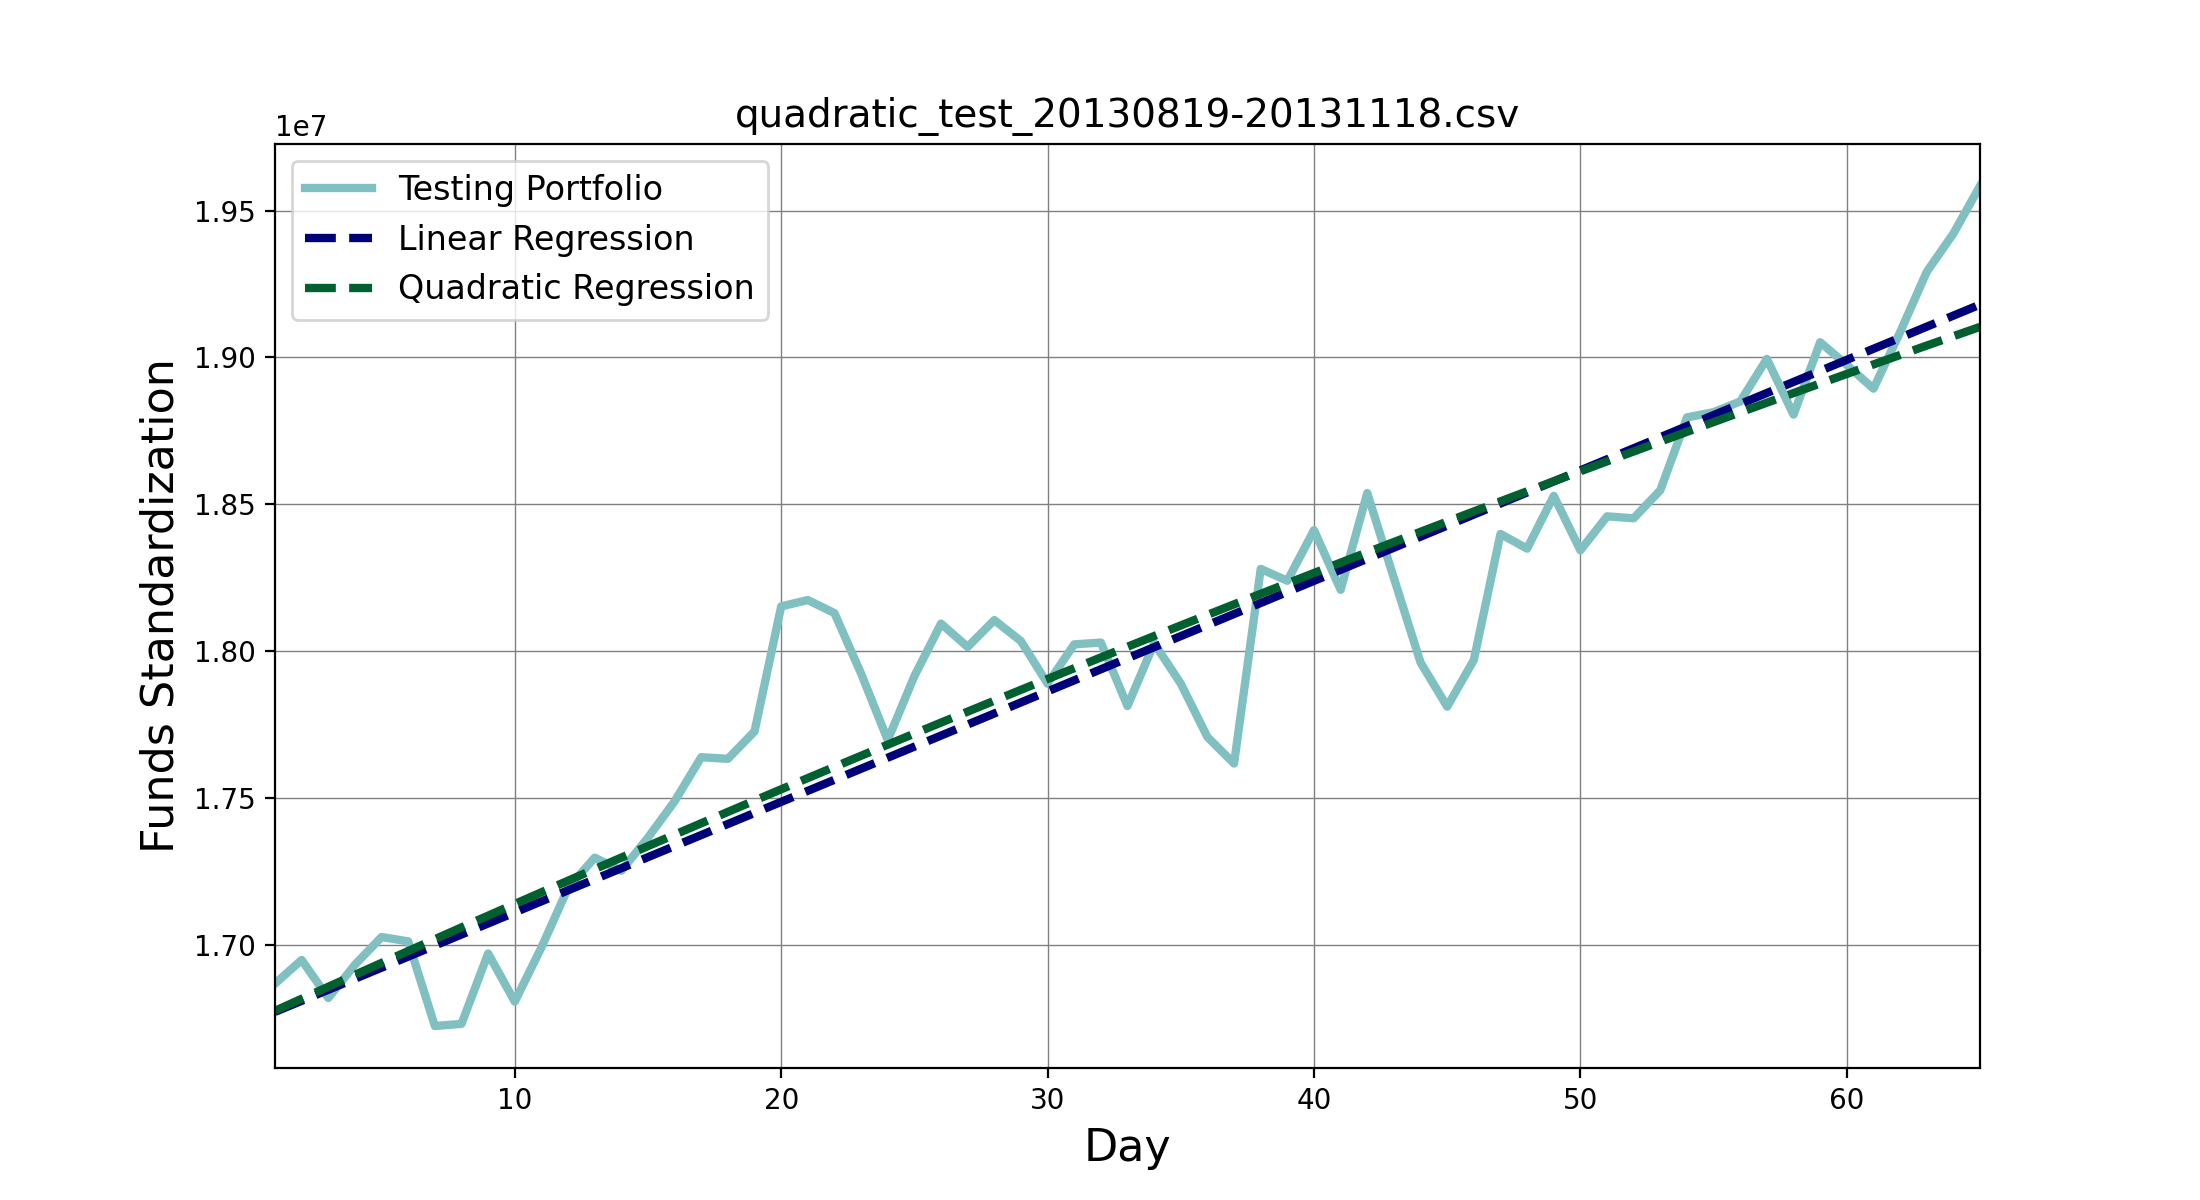 quadratic_test_20130819-20131118.csv
1e7
Testing Portfolio
Linear Regression
Quadratic Regression
1.95
1.90
1.85
1.80
1.75
1.70
Funds Standardization
10 20 30 40 50 60
Day